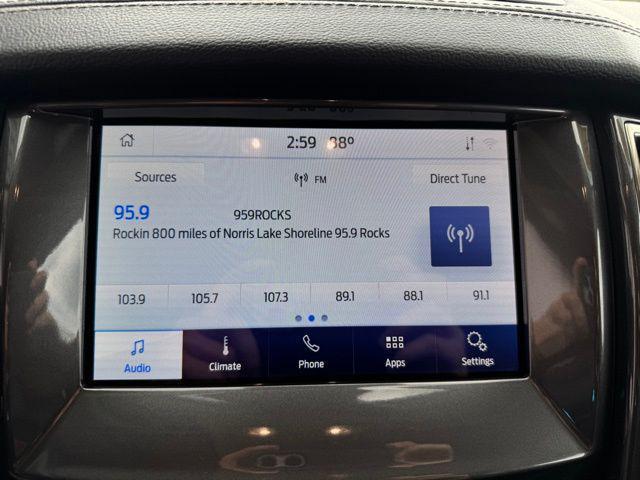 2:59 38º
Sources FM Direct Tune
95.9 959ROCKS
Rockin 800 miles of Norris Lake Shoreline 95.9 Rocks
103.9 105.7 107.3 89.1 88.1 91.1
Audio Climate Phone Apps Settings